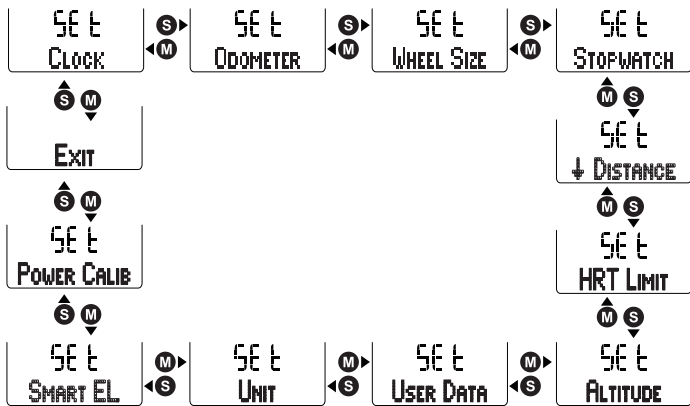 SEt SEt SEt SEt
S S S
CLOCK M ODOMETER M WHEEL SIZE M STOPWATCH
S M M S
SEt
EXIT ↓ DISTANCE
S M M S
SEt SEt
POWER CALIB HRT LIMIT
S M M S
SEt SEt SEt SEt
M M M
SMART EL S UNIT S USER DATA S ALTITUDE